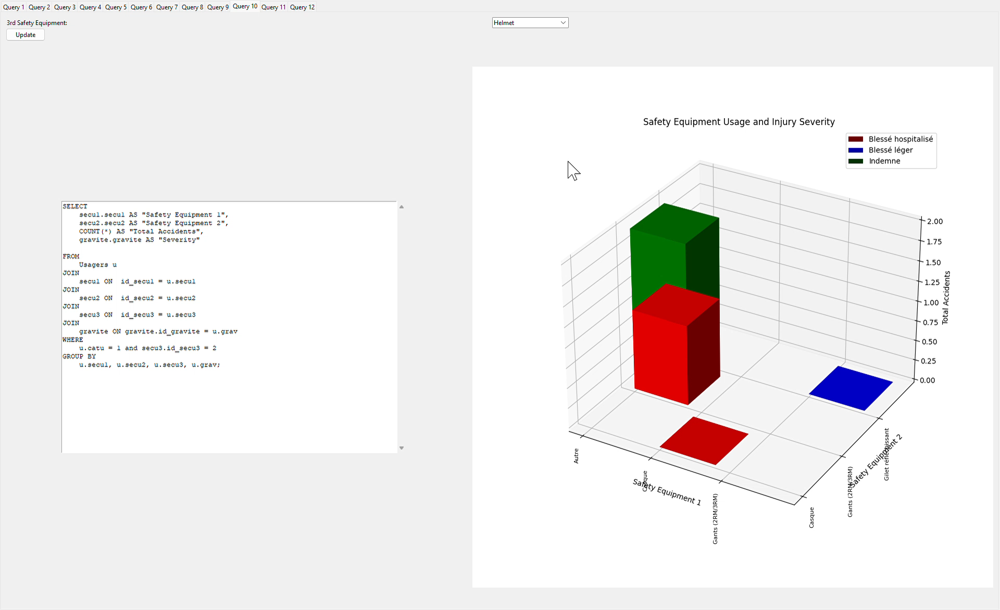 Query 1 Query 2 Query 3 Query 4 Query 5 Query 6 Query 7 Query 8 Query 9 Query 10 Query 11 Query 12
3rd Safety Equipment:
Helmet
Update
SELECT
    secu1.secu1 AS "Safety Equipment 1",
    secu2.secu2 AS "Safety Equipment 2",
    COUNT(*) AS "Total Accidents",
    gravite.gravite AS "Severity"
FROM
    Usagers u
JOIN
    secu1 ON  id_secu1 = u.secu1
JOIN
    secu2 ON  id_secu2 = u.secu2
JOIN
    secu3 ON  id_secu3 = u.secu3
JOIN
    gravite ON gravite.id_gravite = u.grav
WHERE
    u.catu = 1 and secu3.id_secu3 = 2
GROUP BY
    u.secu1, u.secu2, u.secu3, u.grav;
Safety Equipment Usage and Injury Severity
Blessé hospitalisé
Blessé léger
Indemne
2.00
1.75
1.50
1.25
1.00
0.75
0.50
0.25
0.00
Total Accidents
Autre
Casque
Gants (2RM/3RM)
Safety Equipment 1
Casque
Gants (2RM/3RM)
Gilet réfléchissant
Safety Equipment 2